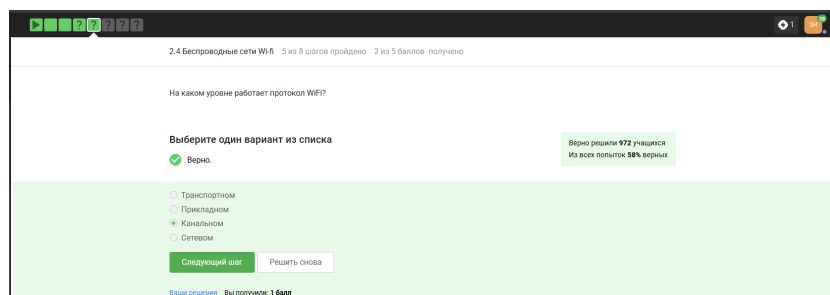 ? ? ? ? ?
1
ЗН
2.4 Беспроводные сети Wi-fi 5 из 8 шагов пройдено 2 из 5 баллов получено
На каком уровне работает протокол WiFi?
Выберите один вариант из списка
Верно.
Верно решили 972 учащихся
Из всех попыток 58% верных
Транспортном
Прикладном
Канальном
Сетевом
Следующий шаг Решить снова
Ваши решения Вы получили: 1 балл